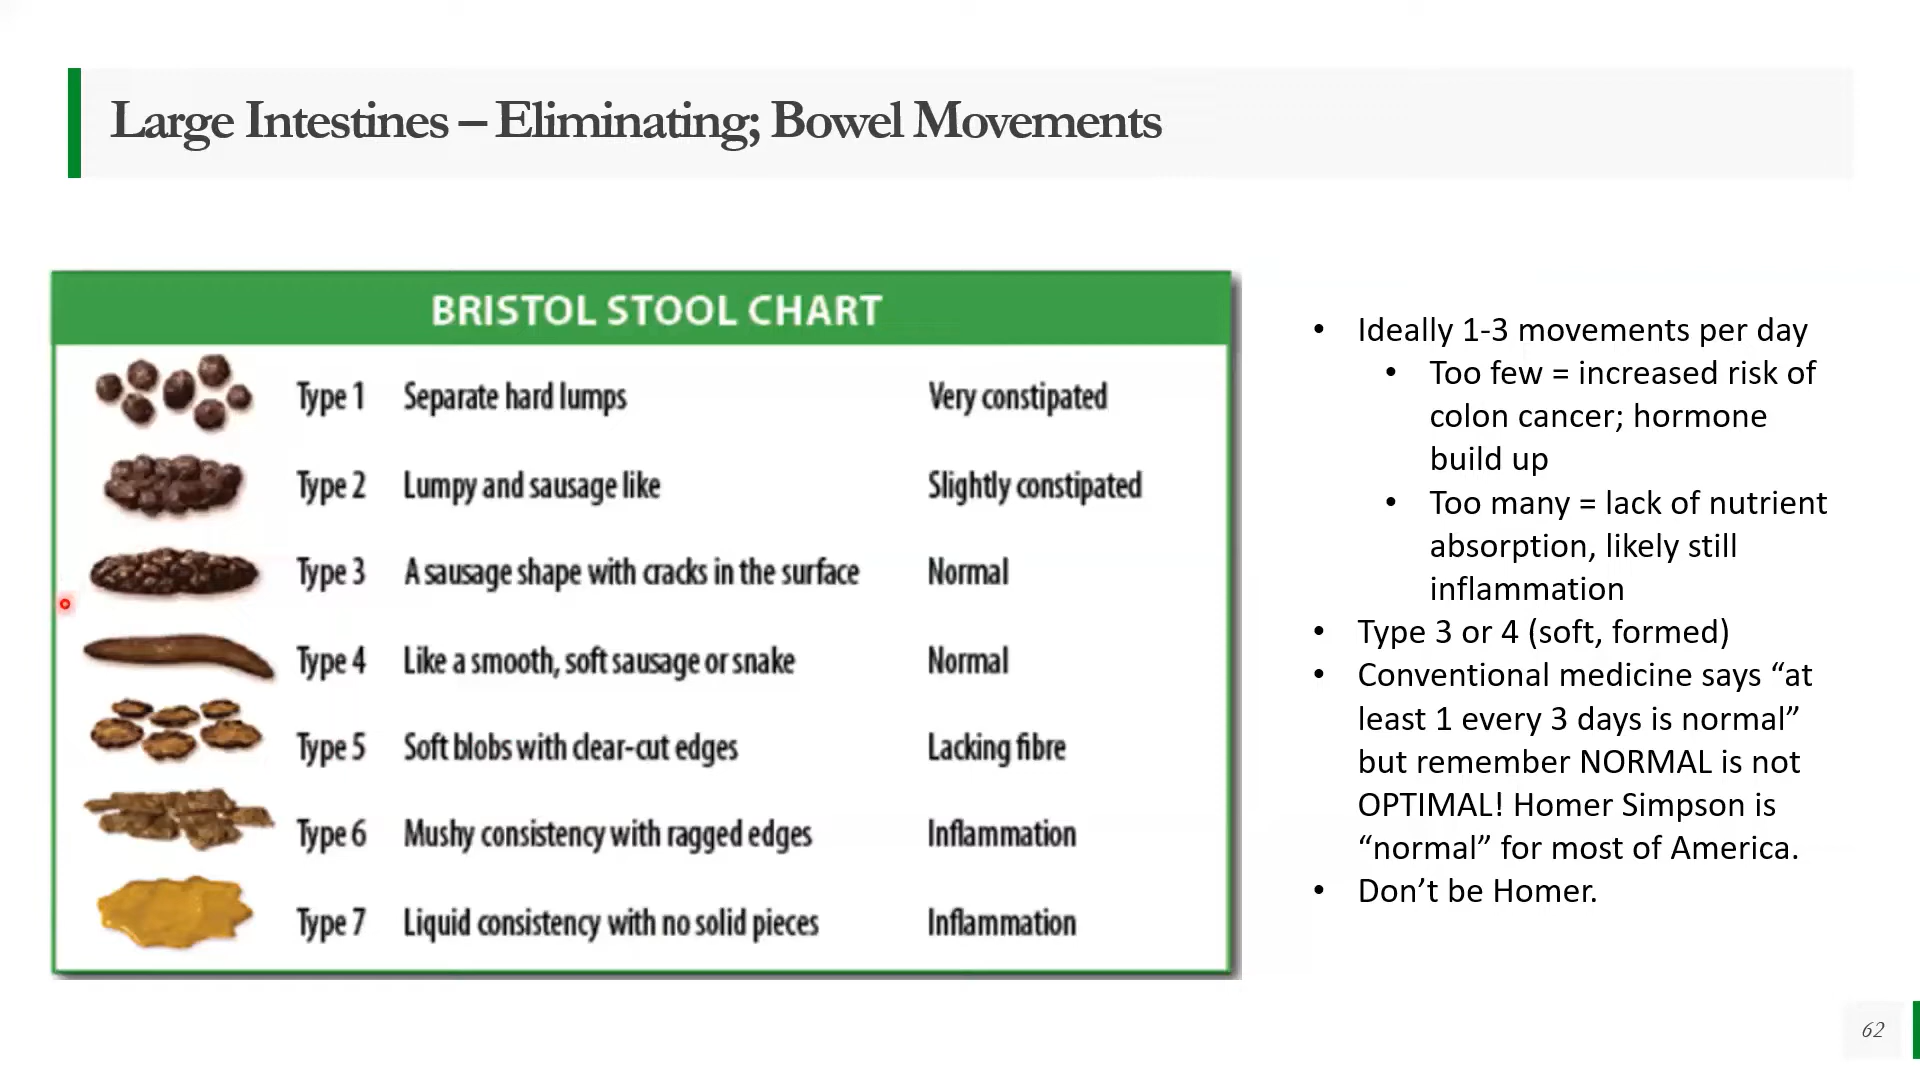 Large Intestines – Eliminating; Bowel Movements
BRISTOL STOOL CHART
Type 1 Separate hard lumps Very constipated
Type 2 Lumpy and sausage like Slightly constipated
Type 3 A sausage shape with cracks in the surface Normal
Type 4 Like a smooth, soft sausage or snake Normal
Type 5 Soft blobs with clear-cut edges Lacking fibre
Type 6 Mushy consistency with ragged edges Inflammation
Type 7 Liquid consistency with no solid pieces Inflammation
• Ideally 1-3 movements per day
• Too few = increased risk of
colon cancer; hormone
build up
• Too many = lack of nutrient
absorption, likely still
inflammation
• Type 3 or 4 (soft, formed)
• Conventional medicine says “at
least 1 every 3 days is normal”
but remember NORMAL is not
OPTIMAL! Homer Simpson is
“normal” for most of America.
• Don’t be Homer.
62